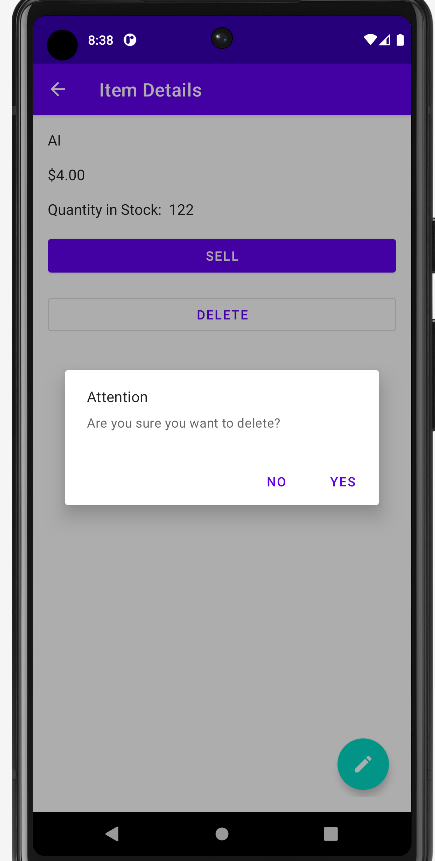 8:38
Item Details
AI
$4.00
Quantity in Stock: 122
SELL
DELETE
Attention
Are you sure you want to delete?
NO YES